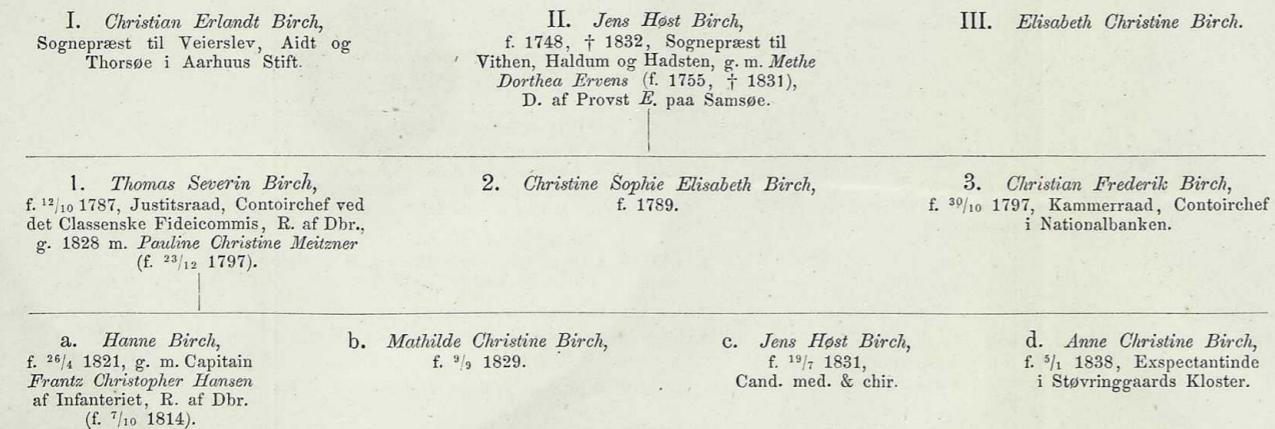 I. Christian Erlandt Birch,
Sognepræst til Veierslev, Aidt og
Thorsøe i Aarhuus Stift.
II. Jens Høst Birch,
f. 1748, † 1832, Sognepræst til
Vithen, Haldum og Hadsten, g. m. Methe
Dorthea Ervens (f. 1755, † 1831),
D. af Provst E. paa Samsøe.
III. Elisabeth Christine Birch.
1. Thomas Severin Birch,
f. 12/10 1787, Justitsraad, Contoirchef ved
det Classenske Fideicommis, R. af Dbr.,
g. 1828 m. Pauline Christine Meitzner
(f. 23/12 1797).
2. Christine Sophie Elisabeth Birch,
f. 1789.
3. Christian Frederik Birch,
f. 30/10 1797, Kammerraad, Contoirchef
i Nationalbanken.
a. Hanne Birch,
f. 26/4 1821, g. m. Capitain
Frantz Christopher Hansen
af Infanteriet, R. af Dbr.
(f. 7/10 1814).
b. Mathilde Christine Birch,
f. 9/9 1829.
c. Jens Høst Birch,
f. 19/7 1831,
Cand. med. & chir.
d. Anne Christine Birch,
f. 5/1 1838, Exspectantinde
i Støvringgaards Kloster.